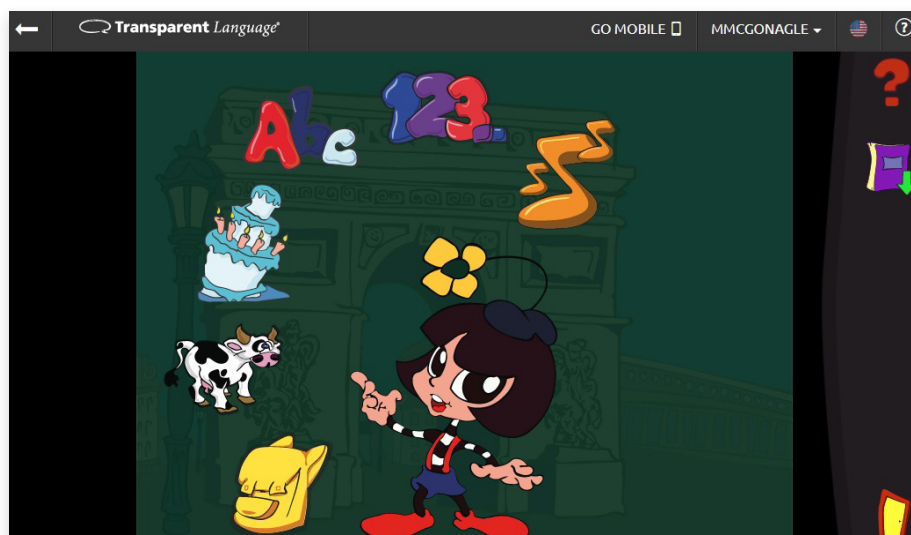 Transparent Language®
GO MOBILE
MMCGONAGLE
?
Abc
123
?